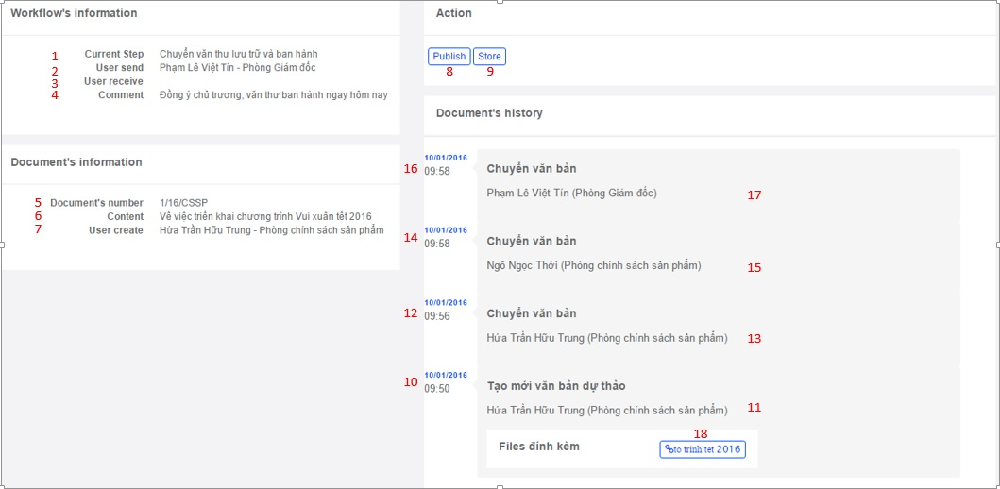 Workflow's information
1 Current Step Chuyển văn thư lưu trữ và ban hành
2 User send Phạm Lê Việt Tín - Phòng Giám đốc
3 User receive
4 Comment Đồng ý chủ trương, văn thư ban hành ngay hôm nay
Document's information
5 Document's number 1/16/CSSP
6 Content Về việc triển khai chương trình Vui xuân tết 2016
7 User create Hứa Trần Hữu Trung - Phòng chính sách sản phẩm
Action
Publish Store
8 9
Document's history
10/01/2016
16 09:58 Chuyển văn bản
Phạm Lê Việt Tín (Phòng Giám đốc) 17
10/01/2016
14 09:58 Chuyển văn bản
Ngô Ngọc Thới (Phòng chính sách sản phẩm) 15
10/01/2016
12 09:56 Chuyển văn bản
Hứa Trần Hữu Trung (Phòng chính sách sản phẩm) 13
10/01/2016
10 09:50 Tạo mới văn bản dự thảo
Hứa Trần Hữu Trung (Phòng chính sách sản phẩm) 11
18
Files đính kèm to trinh tet 2016